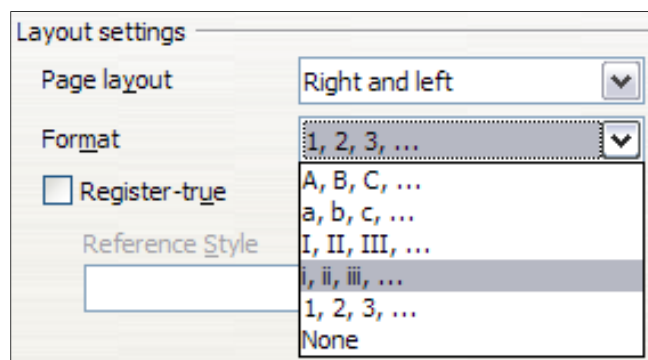 Layout settings
Page layout
Right and left
Format
1, 2, 3, ...
Register-true
A, B, C, ...
a, b, c, ...
Reference Style
I, II, III, ...
i, ii, iii, ...
1, 2, 3, ...
None